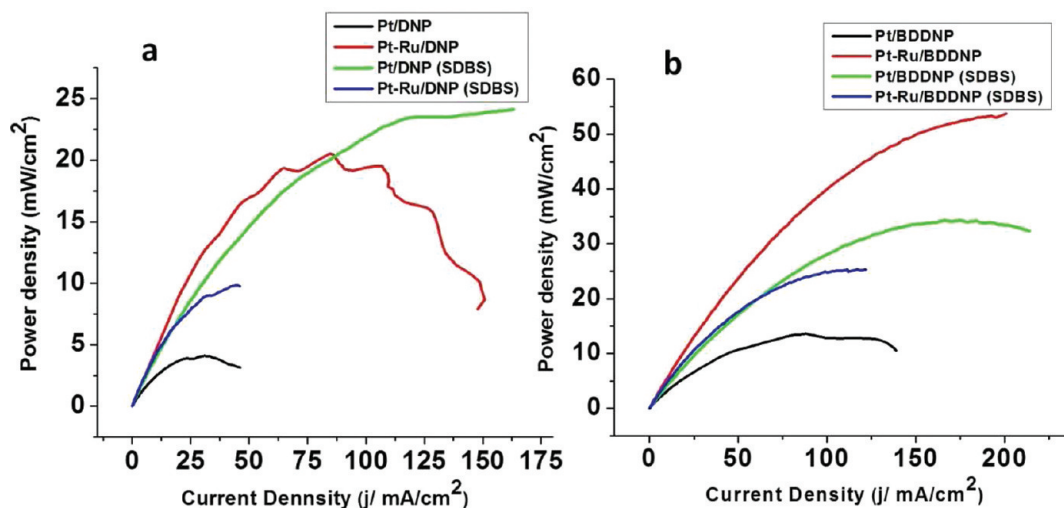 a
Pt/DNP
Pt-Ru/DNP
Pt/DNP (SDBS)
Pt-Ru/DNP (SDBS)
Power density (mW/cm2)
25
20
15
10
5
0
0 25 50 75 100 125 150 175
Current Dennsity (j/ mA/cm2)
b
Pt/BDDNP
Pt-Ru/BDDNP
Pt/BDDNP (SDBS)
Pt-Ru/BDDNP (SDBS)
Power density (mW/cm2)
60
50
40
30
20
10
0
0 50 100 150 200
Current Density (j/ mA/cm2)